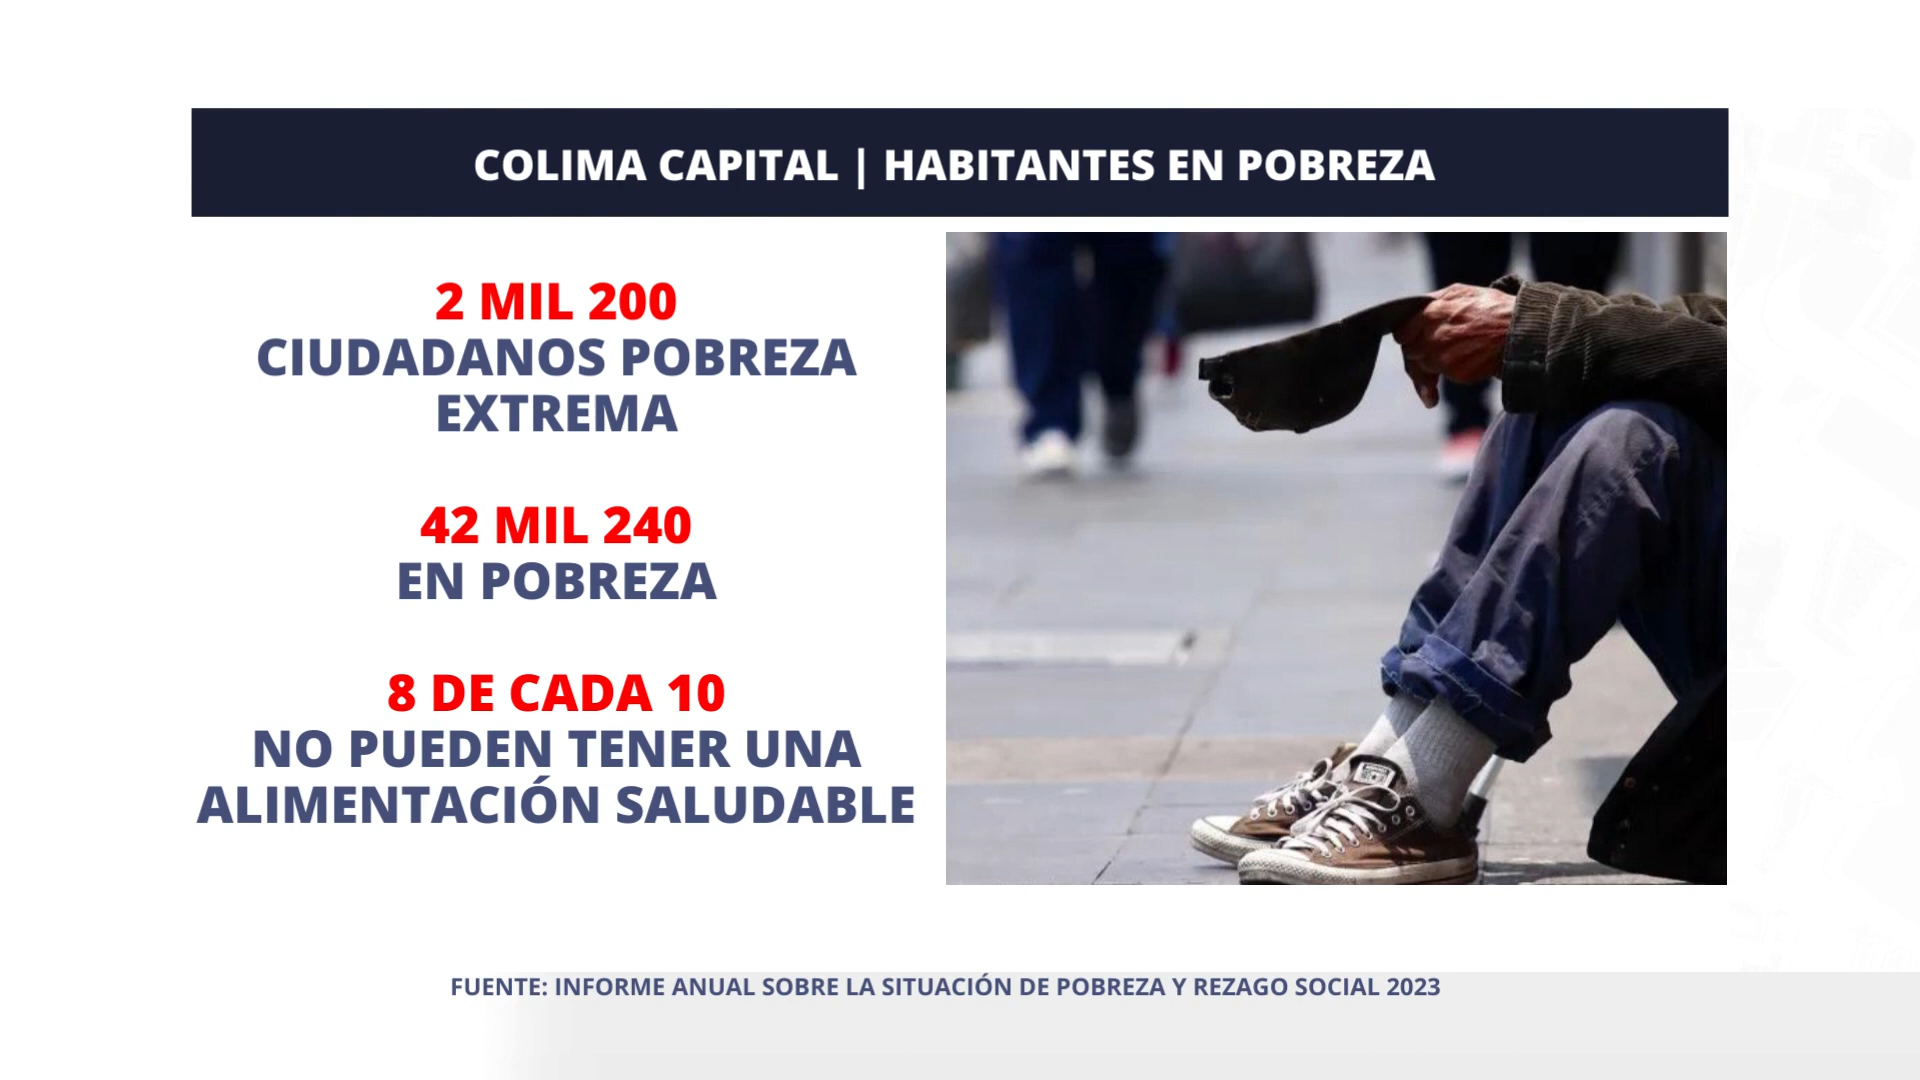 COLIMA CAPITAL | HABITANTES EN POBREZA
2 MIL 200
CIUDADANOS POBREZA
EXTREMA
42 MIL 240
EN POBREZA
8 DE CADA 10
NO PUEDEN TENER UNA
ALIMENTACIÓN SALUDABLE
FUENTE: INFORME ANUAL SOBRE LA SITUACIÓN DE POBREZA Y REZAGO SOCIAL 2023